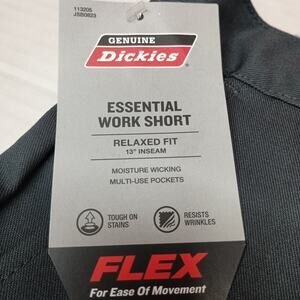 113205
JSB0823
GENUINE
Dickies
ESSENTIAL
WORK SHORT
RELAXED FIT
13" INSEAM
MOISTURE WICKING
MULTI-USE POCKETS
TOUGH ON
STAINS
RESISTS
WRINKLES
FLEX
For Ease Of Movement